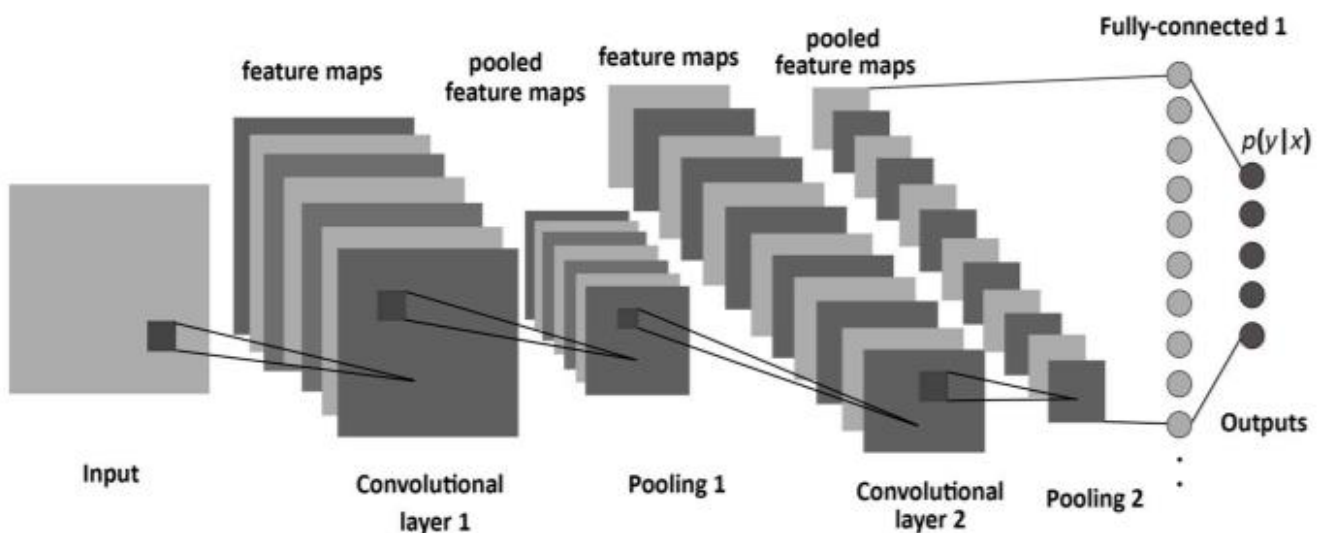 Fully-connected 1
pooled
feature maps
feature maps
pooled
feature maps
feature maps
p(y|x)
Outputs
Input
Convolutional
layer 1
Pooling 1
Convolutional
layer 2
Pooling 2